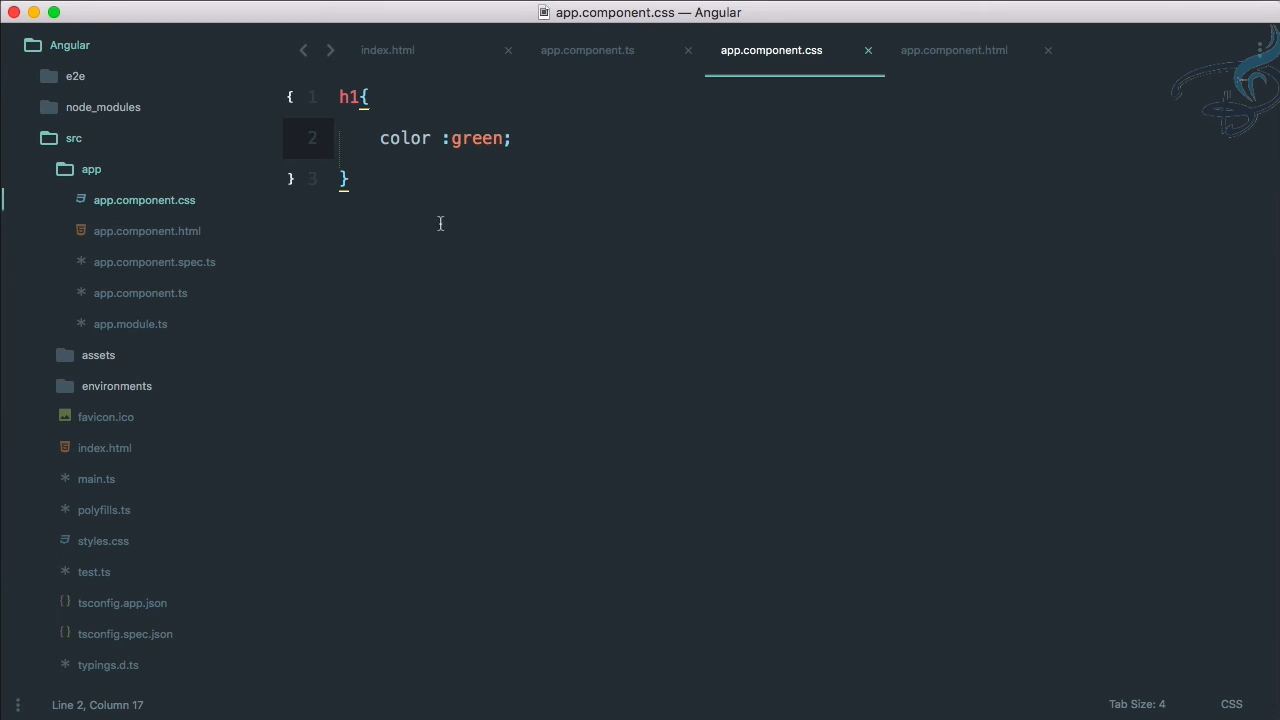 app.component.css — Angular
Angular
e2e
node_modules
src
app
app.component.css
app.component.html
app.component.spec.ts
app.component.ts
app.module.ts
assets
environments
favicon.ico
index.html
main.ts
polyfills.ts
styles.css
test.ts
tsconfig.app.json
tsconfig.spec.json
typings.d.ts
index.html × app.component.ts × app.component.css × app.component.html ×
{ 1 h1{
2 color :green;
} 3 }
Line 2, Column 17
Tab Size: 4 CSS